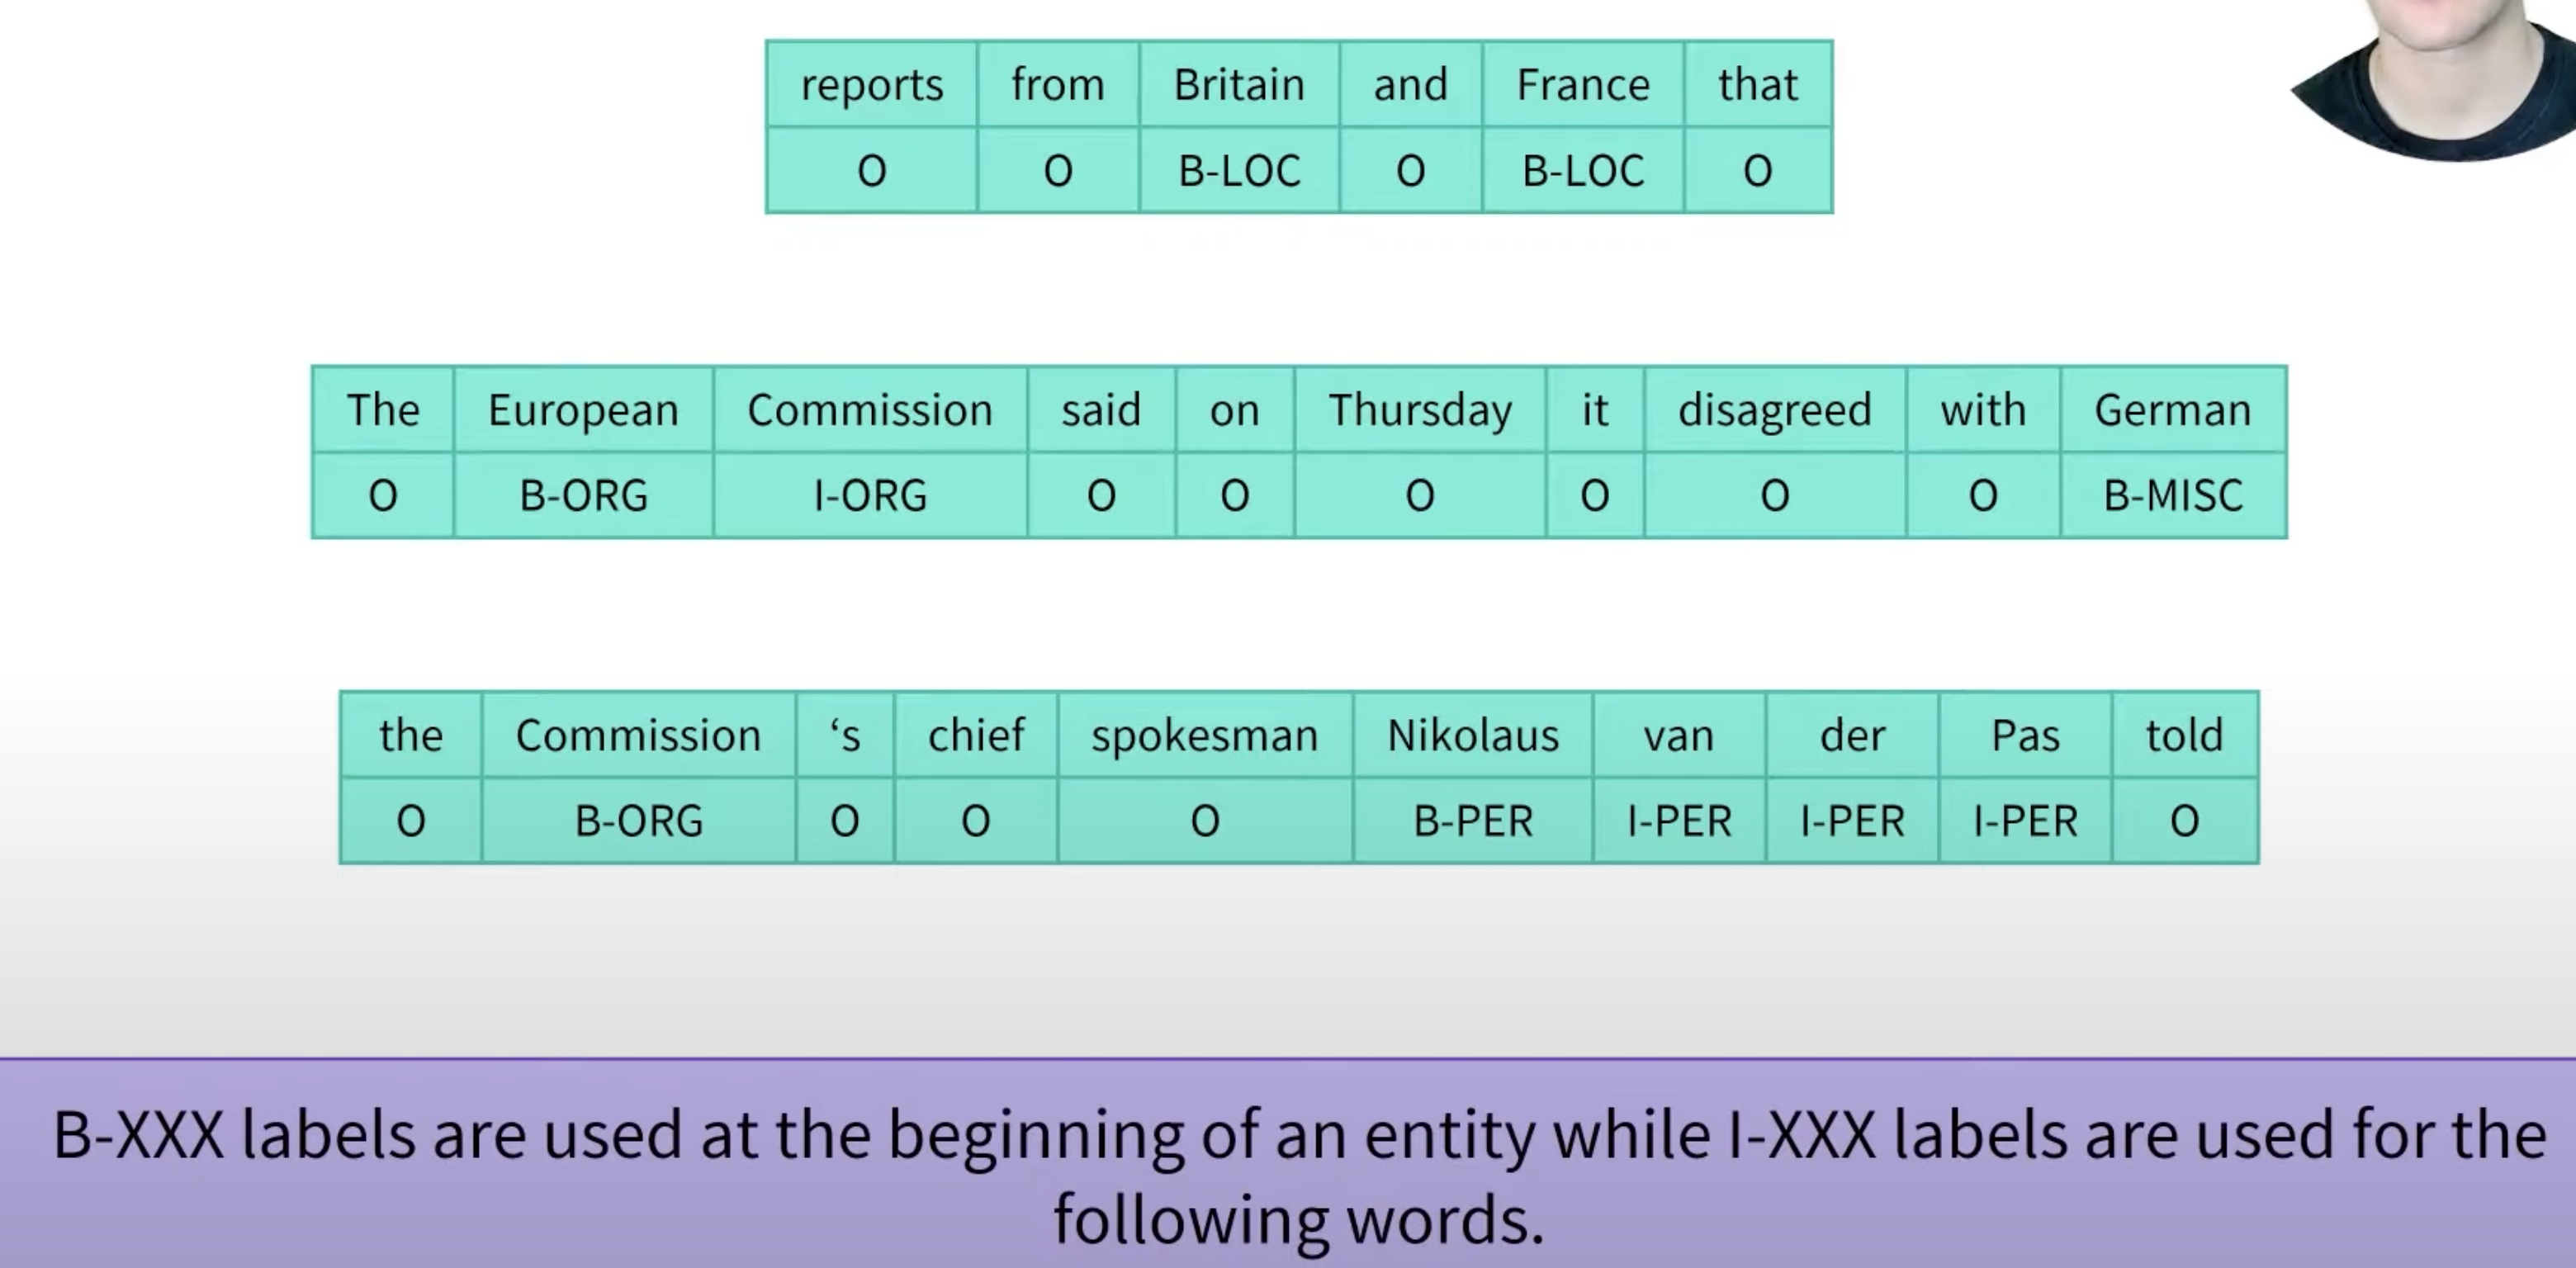 reports from Britain and France that
O O B-LOC O B-LOC O
The European Commission said on Thursday it disagreed with German
O B-ORG I-ORG O O O O O O B-MISC
the Commission ‘s chief spokesman Nikolaus van der Pas told
O B-ORG O O O B-PER I-PER I-PER I-PER O
B-XXX labels are used at the beginning of an entity while I-XXX labels are used for the
following words.